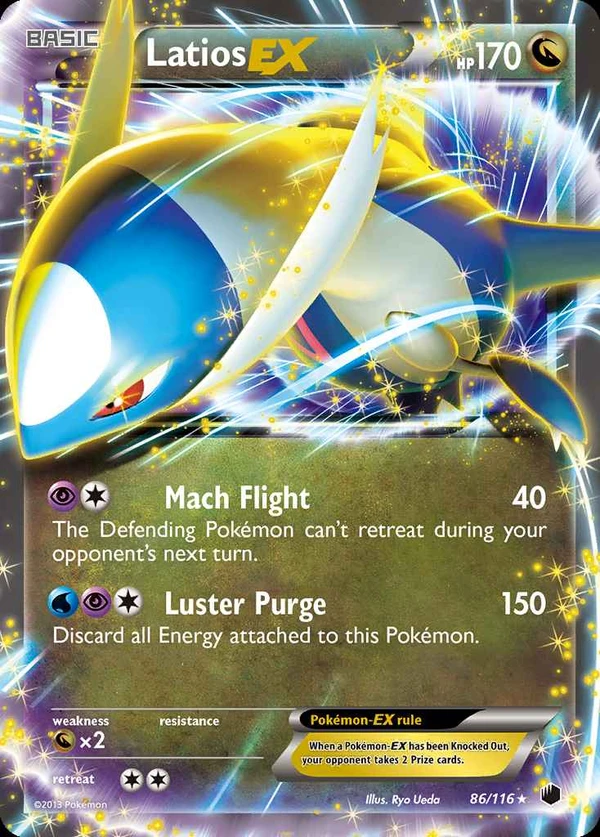 BASIC
LatiosEX
HP170
Mach Flight 40
The Defending Pokémon can't retreat during your
opponent's next turn.
Luster Purge 150
Discard all Energy attached to this Pokémon.
weakness resistance
×2
Pokémon-EX rule
When a Pokémon-EX has been Knocked Out,
your opponent takes 2 Prize cards.
retreat
©2013 Pokémon
Illus. Ryo Ueda
86/116★